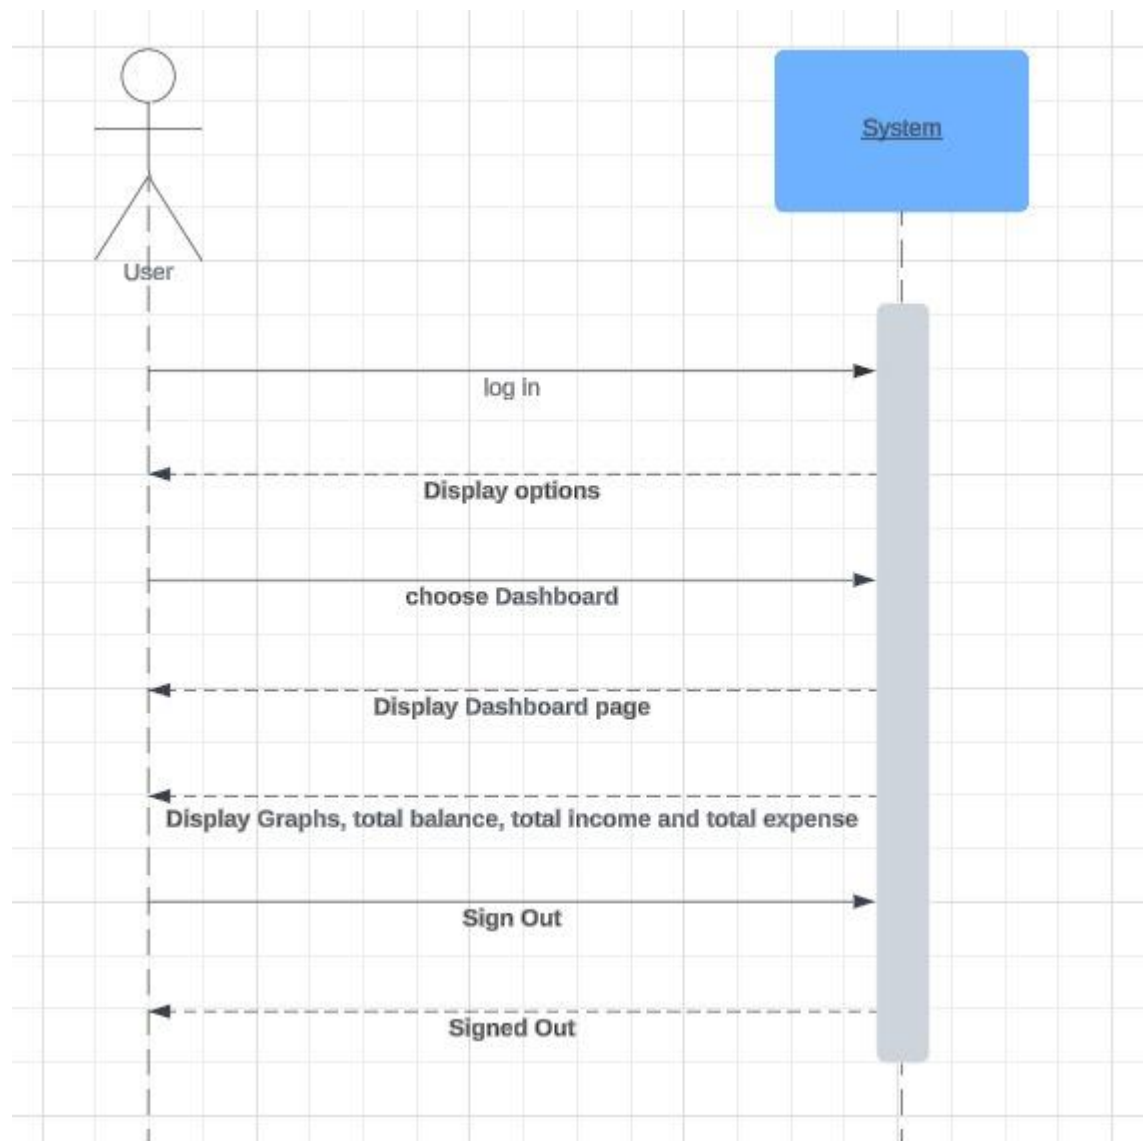 System
User
log in
Display options
choose Dashboard
Display Dashboard page
Display Graphs, total balance, total income and total expense
Sign Out
Signed Out